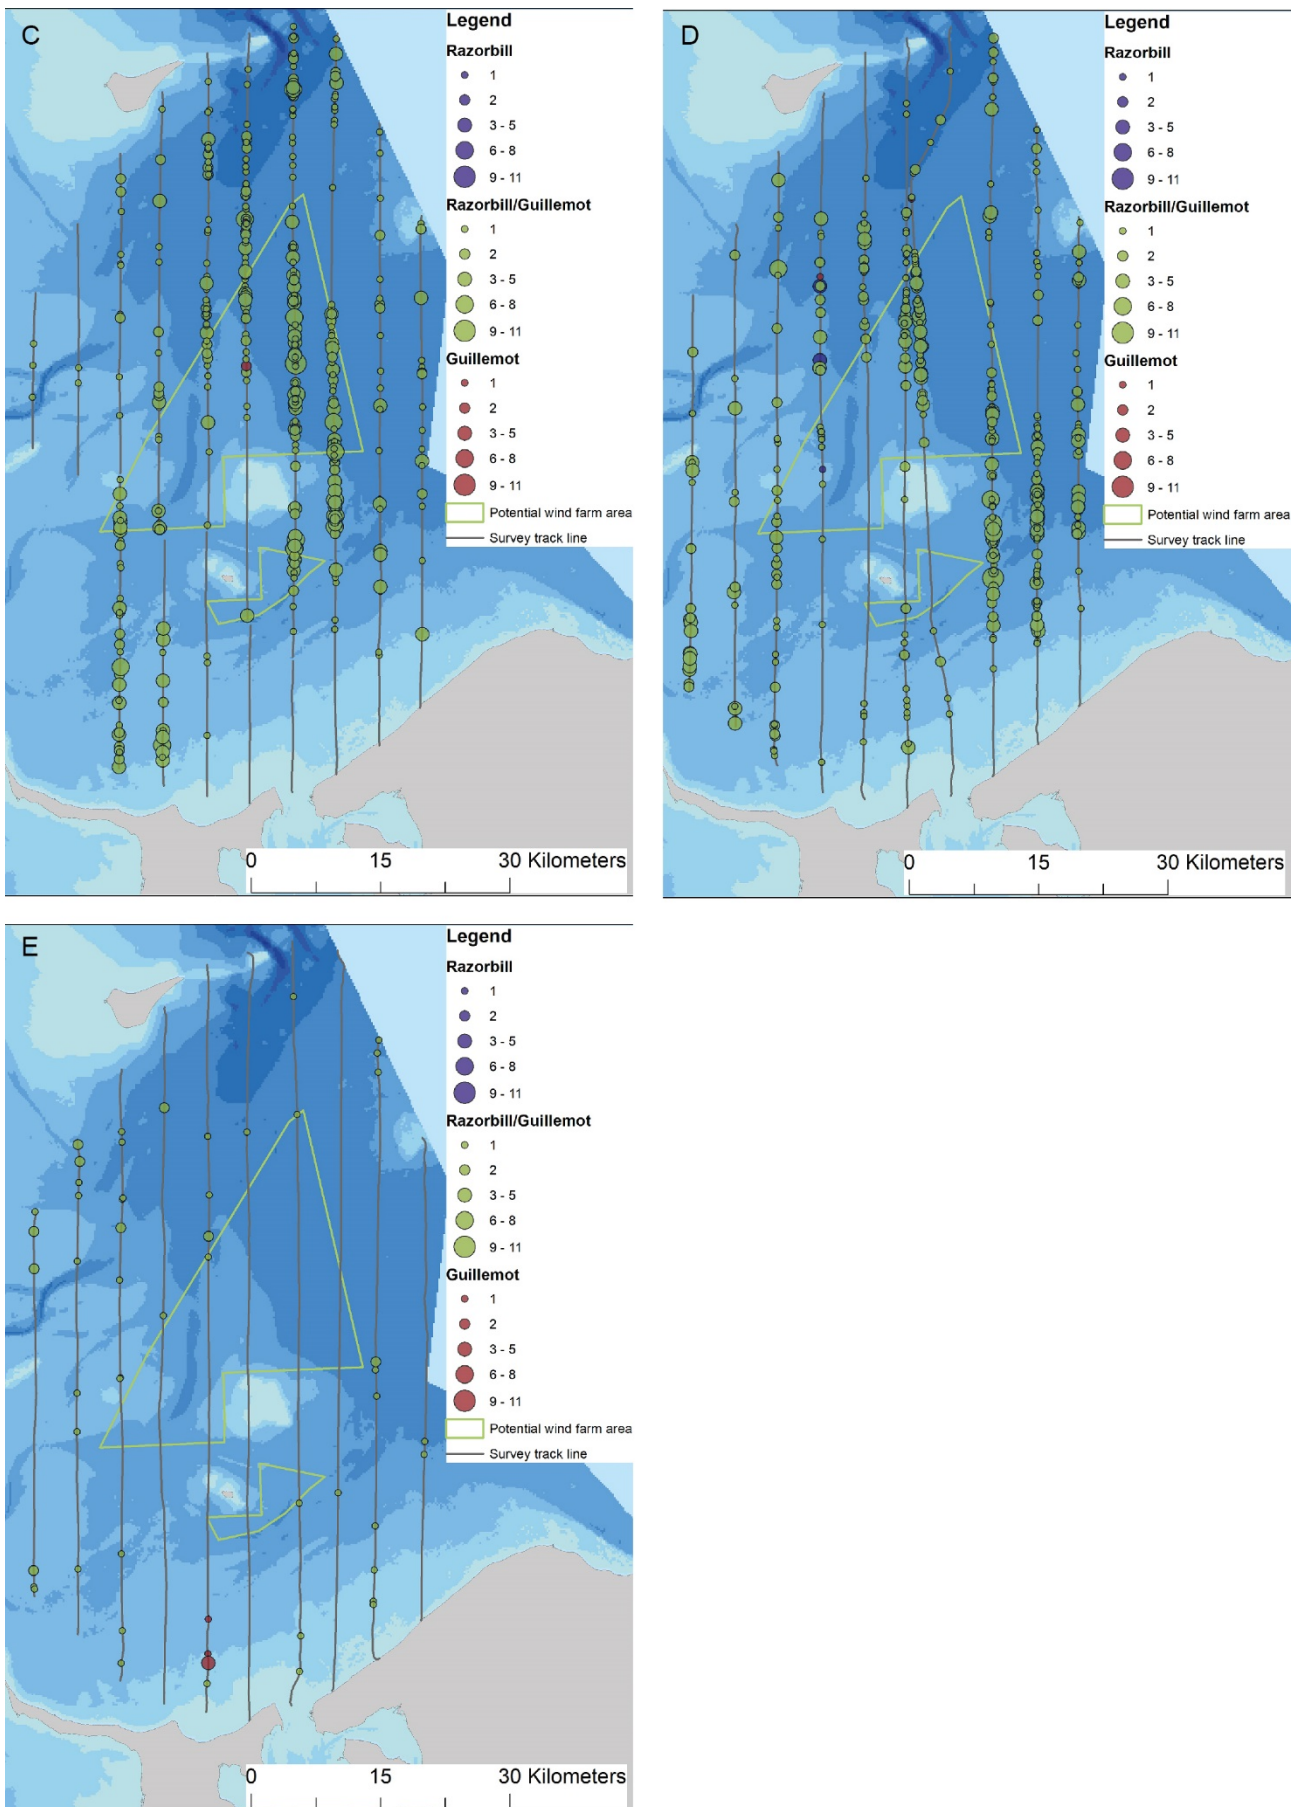 C
Legend
Razorbill
1
2
3 - 5
6 - 8
9 - 11
Razorbill/Guillemot
1
2
3 - 5
6 - 8
9 - 11
Guillemot
1
2
3 - 5
6 - 8
9 - 11
Potential wind farm area
Survey track line
0 15 30 Kilometers
D
Legend
Razorbill
1
2
3 - 5
6 - 8
9 - 11
Razorbill/Guillemot
1
2
3 - 5
6 - 8
9 - 11
Guillemot
1
2
3 - 5
6 - 8
9 - 11
Potential wind farm area
Survey track line
0 15 30 Kilometers
E
Legend
Razorbill
1
2
3 - 5
6 - 8
9 - 11
Razorbill/Guillemot
1
2
3 - 5
6 - 8
9 - 11
Guillemot
1
2
3 - 5
6 - 8
9 - 11
Potential wind farm area
Survey track line
0 15 30 Kilometers